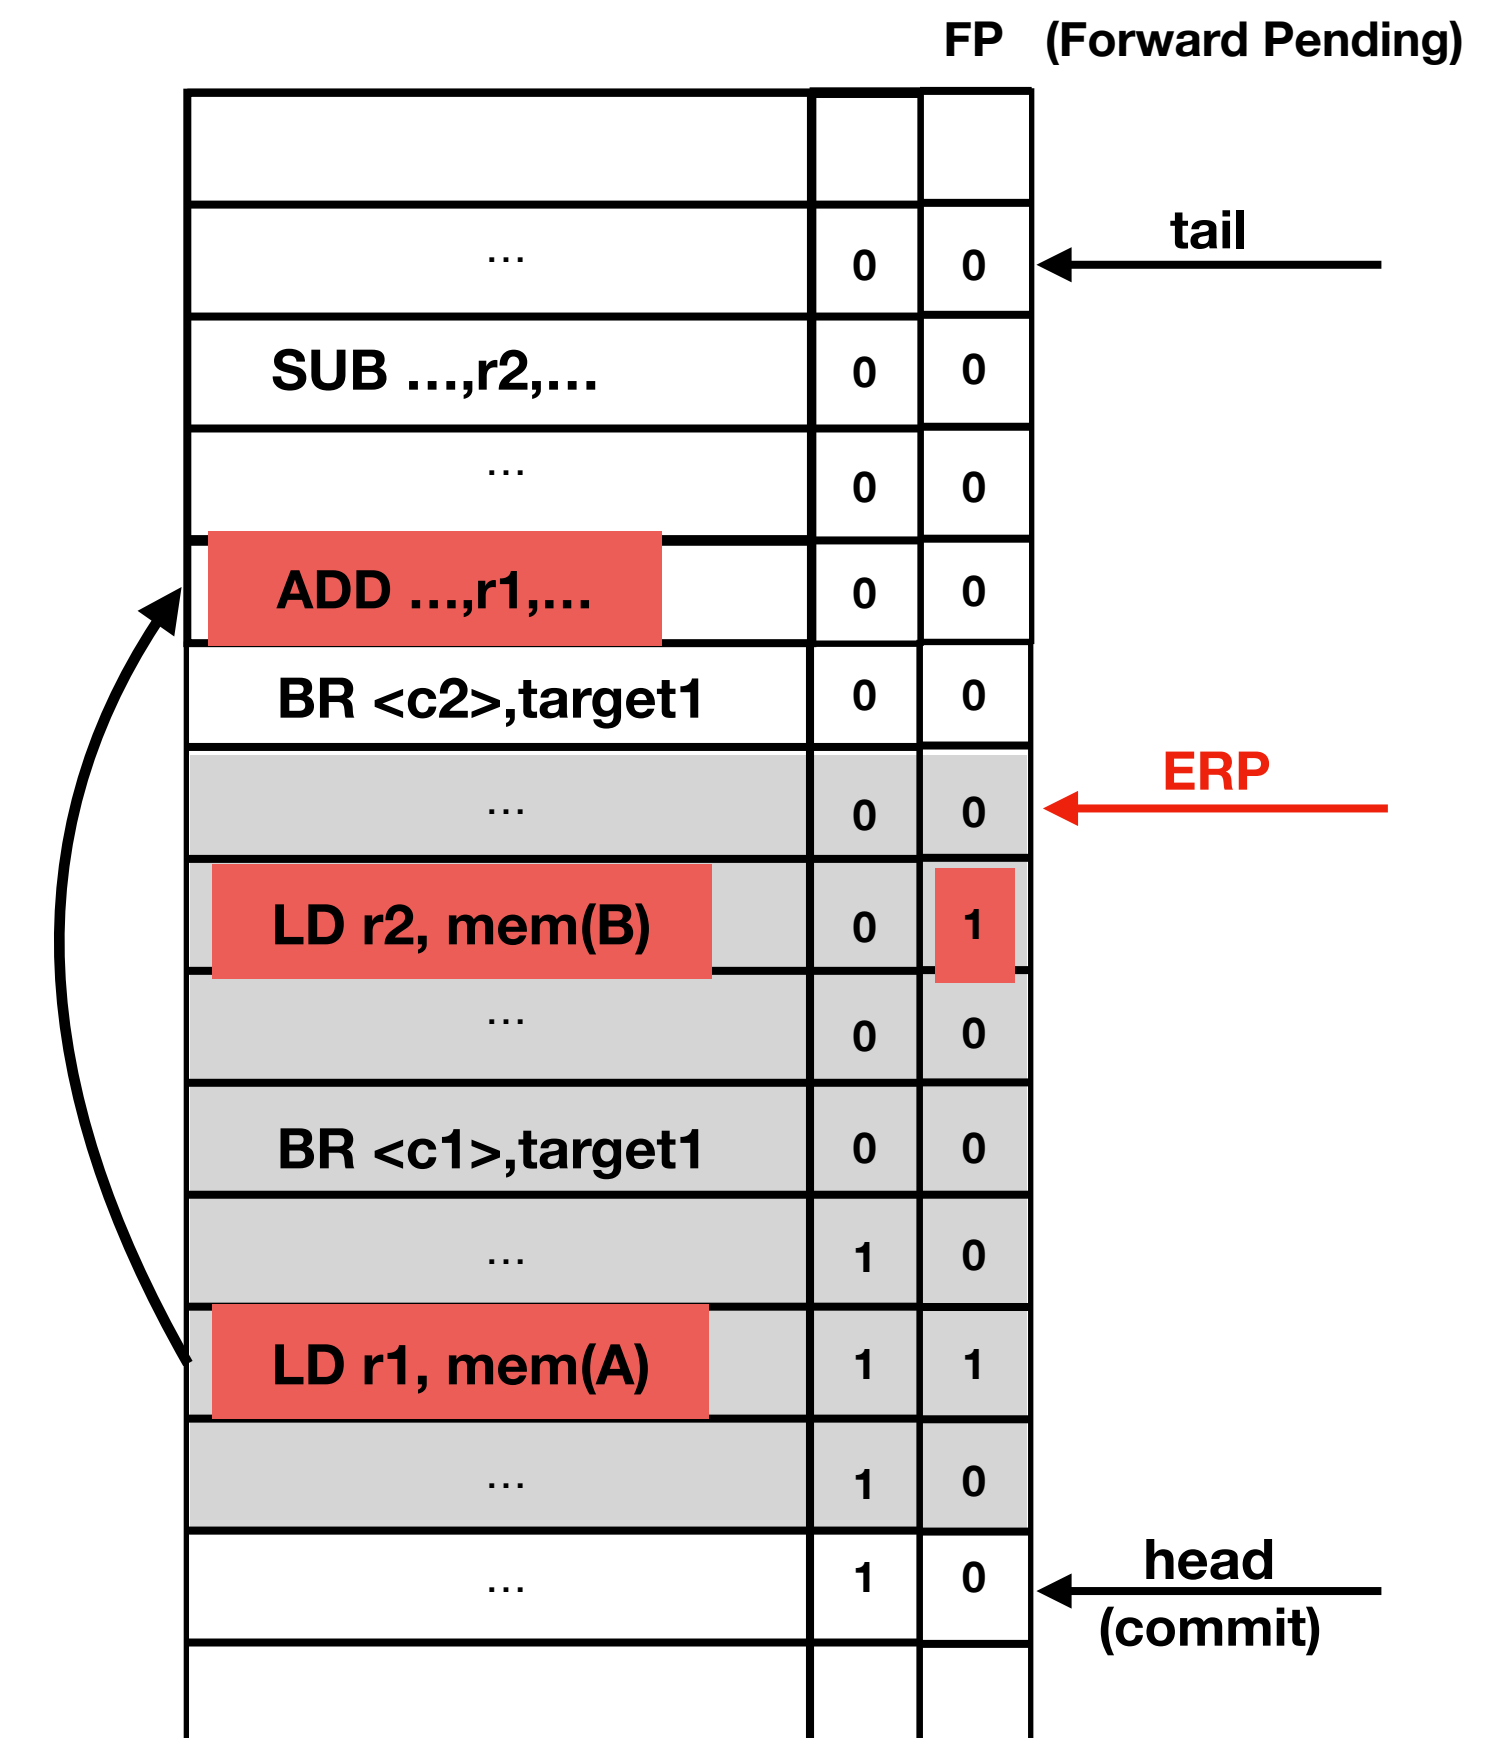 FP (Forward Pending)
… 0 0 tail
SUB …,r2,… 0 0
… 0 0
ADD …,r1,… 0 0
BR <c2>,target1 0 0
… 0 0 ERP
LD r2, mem(B) 0 1
… 0 0
BR <c1>,target1 0 0
… 1 0
LD r1, mem(A) 1 1
… 1 0
… 1 0 head
(commit)